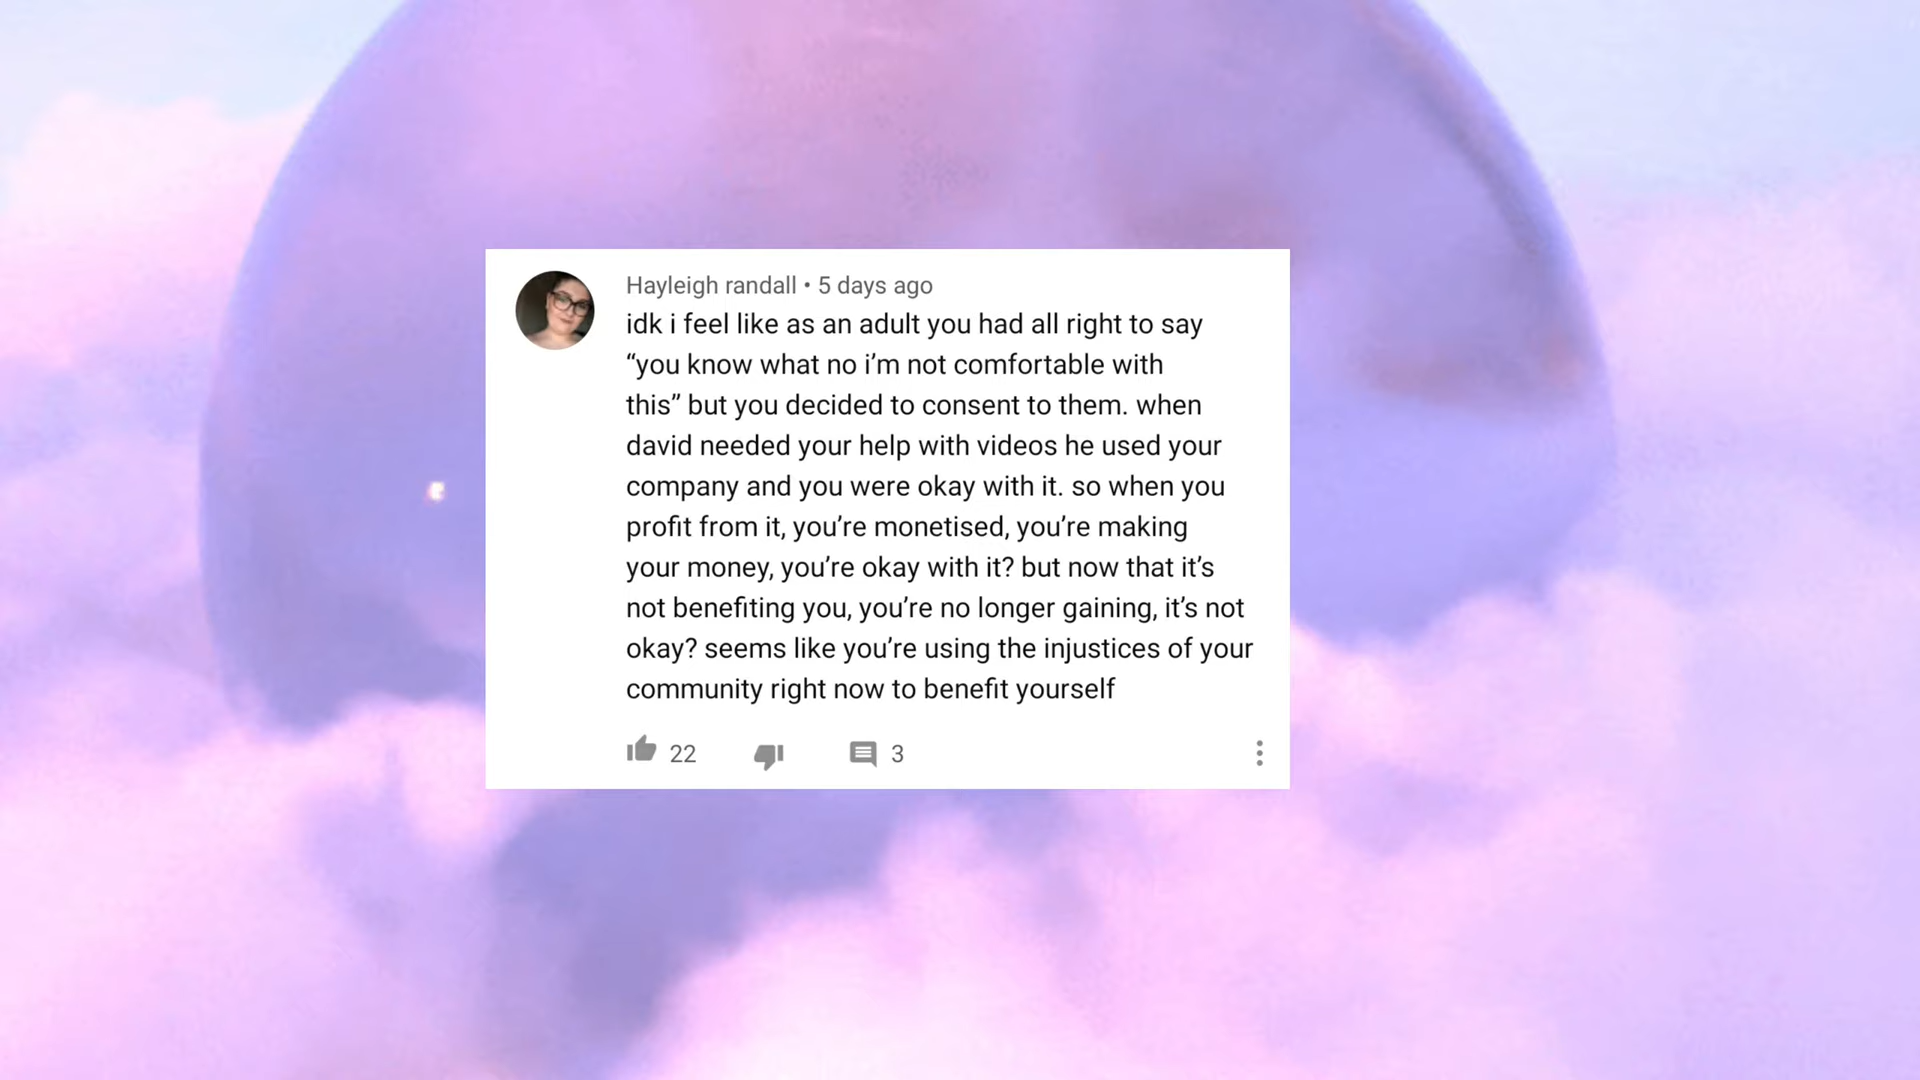 Hayleigh randall • 5 days ago
idk i feel like as an adult you had all right to say
“you know what no i’m not comfortable with
this” but you decided to consent to them. when
david needed your help with videos he used your
company and you were okay with it. so when you
profit from it, you’re monetised, you’re making
your money, you’re okay with it? but now that it’s
not benefiting you, you’re no longer gaining, it’s not
okay? seems like you’re using the injustices of your
community right now to benefit yourself
22 3